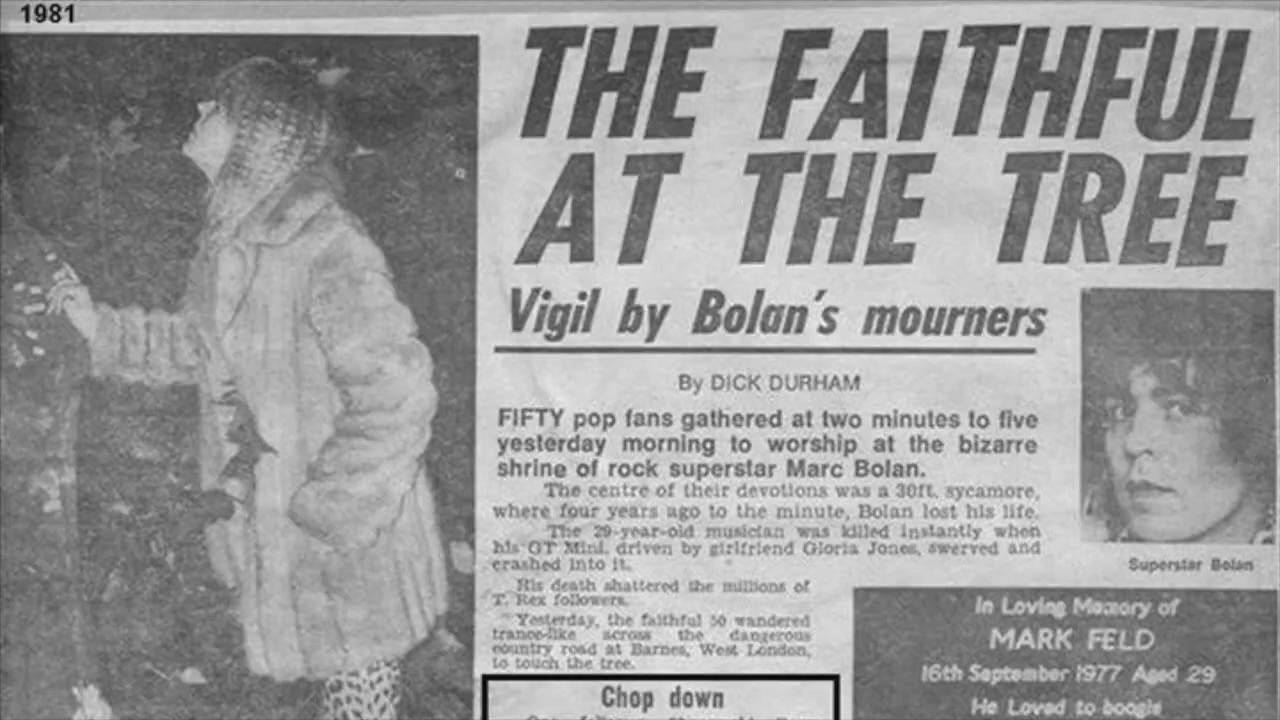 1981
THE FAITHFUL
AT THE TREE
Vigil by Bolan's mourners
By DICK DURHAM
FIFTY pop fans gathered at two minutes to five
yesterday morning to worship at the bizarre
shrine of rock superstar Marc Bolan.
The centre of their devotions was a 30ft. sycamore,
where four years ago to the minute, Bolan lost his life.
The 29-year-old musician was killed instantly when
his GT Mini, driven by girlfriend Gloria Jones, swerved and
crashed into it.
His death shattered the millions of
T. Rex followers.
Yesterday, the faithful 50 wandered
trance-like across the dangerous
country road at Barnes, West London,
to touch the tree.
Chop down
Superstar Bolan
In Loving Memory of
MARK FELD
16th September 1977 Aged 29
He Loved to boogie